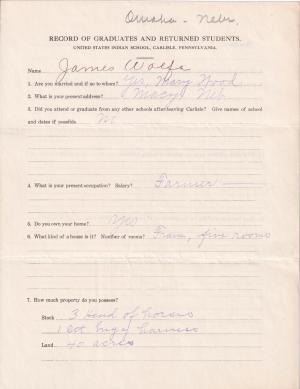 Omaha - Nebr.
RECORD OF GRADUATES AND RETURNED STUDENTS.
UNITED STATES INDIAN SCHOOL, CARLISLE, PENNSYLVANIA.
Name James Wolfe
1. Are you married and if so to whom? Yes, Mary Wood
2. What is your present address? Macy, Neb
3. Did you attend or graduate from any other schools after leaving Carlisle? Give names of school
and dates if possible.
4. What is your present occupation? Salary? Farmer
5. Do you own your home? Yes
6. What kind of a house is it? Number of rooms? Fram, five rooms
7. How much property do you possess?
Stock 3 head of horses
1 set harness
Land 40 acres